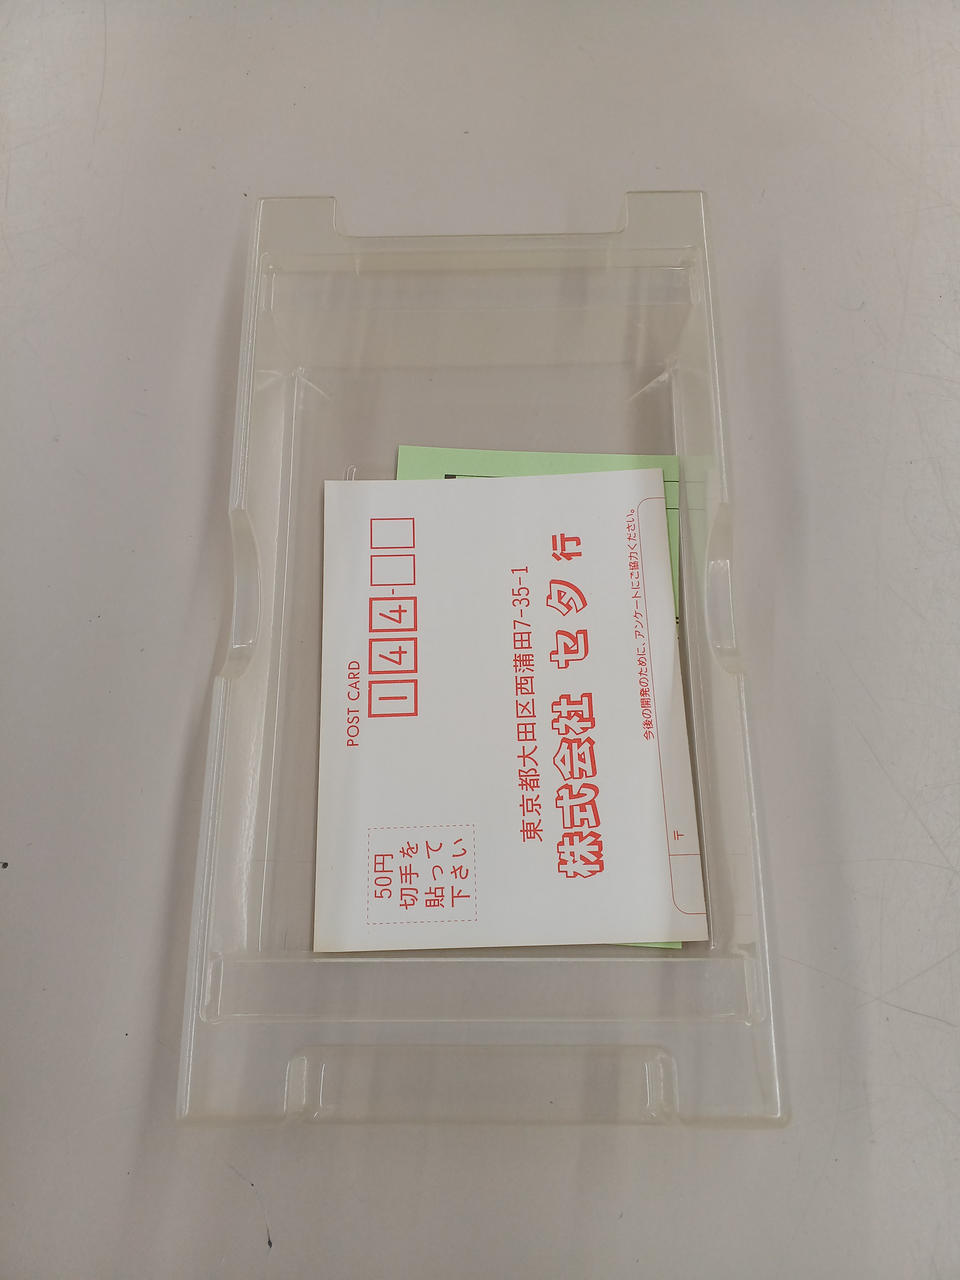 POST CARD
144-
50円
切手を
貼って
下さい
東京都大田区西蒲田7-35-1
株式会社 セタ 行
今後の開発のために、アンケートにご協力ください。
〒